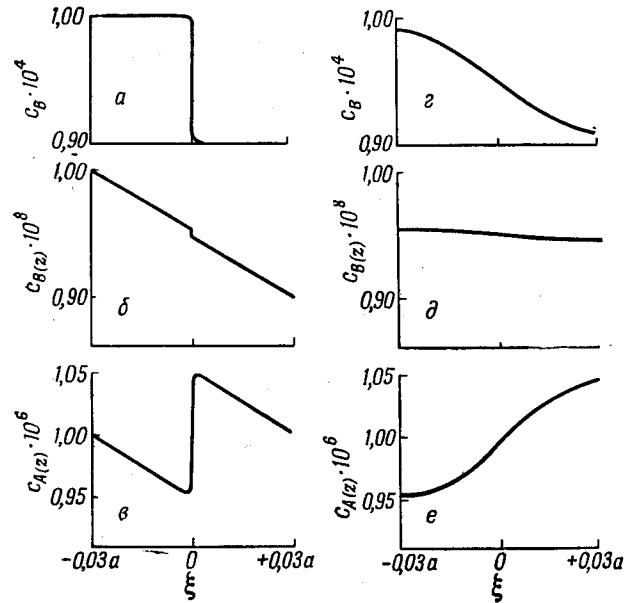 1,00
0,90
c_B · 10^4
а
1,00
0,90
c_B · 10^4
г
1,00
0,90
c_B(z) · 10^8
б
1,00
0,90
c_B(z) · 10^8
д
1,05
1,00
0,95
c_A(z) · 10^6
в
-0,03a 0 +0,03a
ξ
1,05
1,00
0,95
c_A(z) · 10^6
е
-0,03a 0 +0,03a
ξ